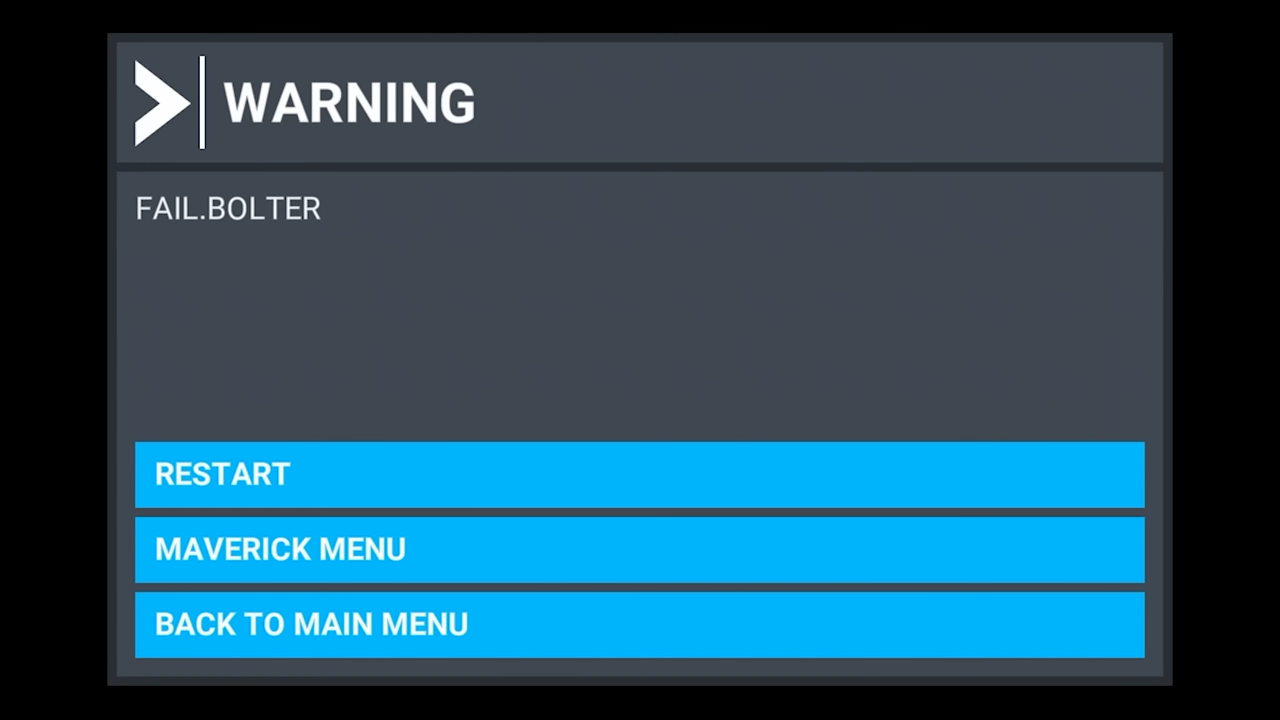 WARNING
FAIL.BOLTER
RESTART
MAVERICK MENU
BACK TO MAIN MENU